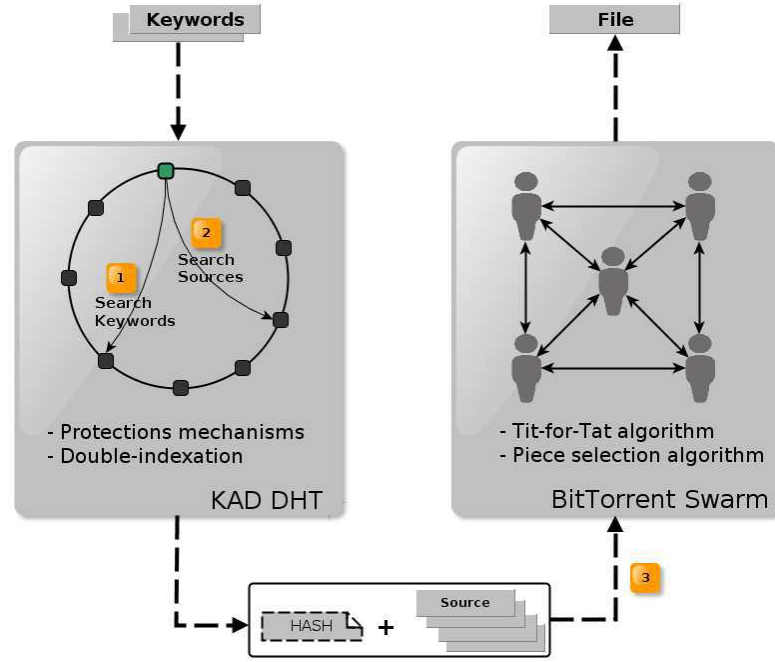 Keywords
File
2
Search
Sources
1
Search
Keywords
- Protections mechanisms
- Double-indexation
KAD DHT
- Tit-for-Tat algorithm
- Piece selection algorithm
BitTorrent Swarm
3
HASH
+
Source